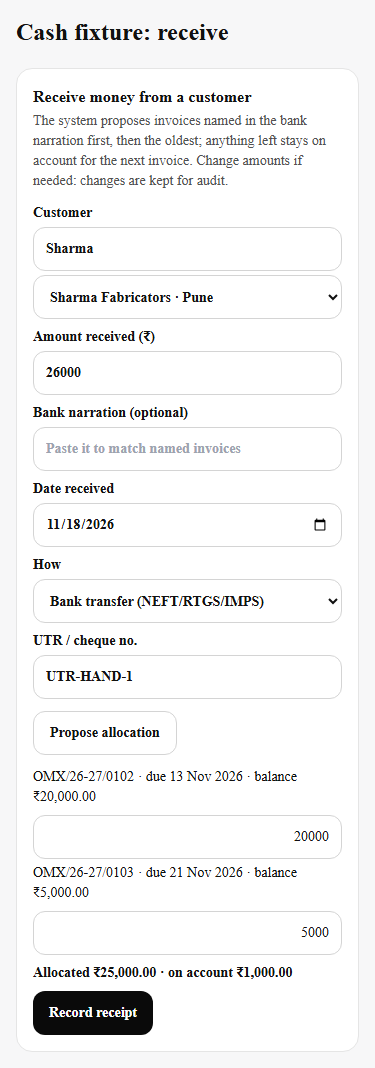 Cash fixture: receive
Receive money from a customer
The system proposes invoices named in the bank
narration first, then the oldest; anything left stays on
account for the next invoice. Change amounts if
needed: changes are kept for audit.
Customer
Sharma
Sharma Fabricators · Pune
Amount received (₹)
26000
Bank narration (optional)
Paste it to match named invoices
Date received
11/18/2026
How
Bank transfer (NEFT/RTGS/IMPS)
UTR / cheque no.
UTR-HAND-1
Propose allocation
OMX/26-27/0102 · due 13 Nov 2026 · balance
₹20,000.00
20000
OMX/26-27/0103 · due 21 Nov 2026 · balance
₹5,000.00
5000
Allocated ₹25,000.00 · on account ₹1,000.00
Record receipt